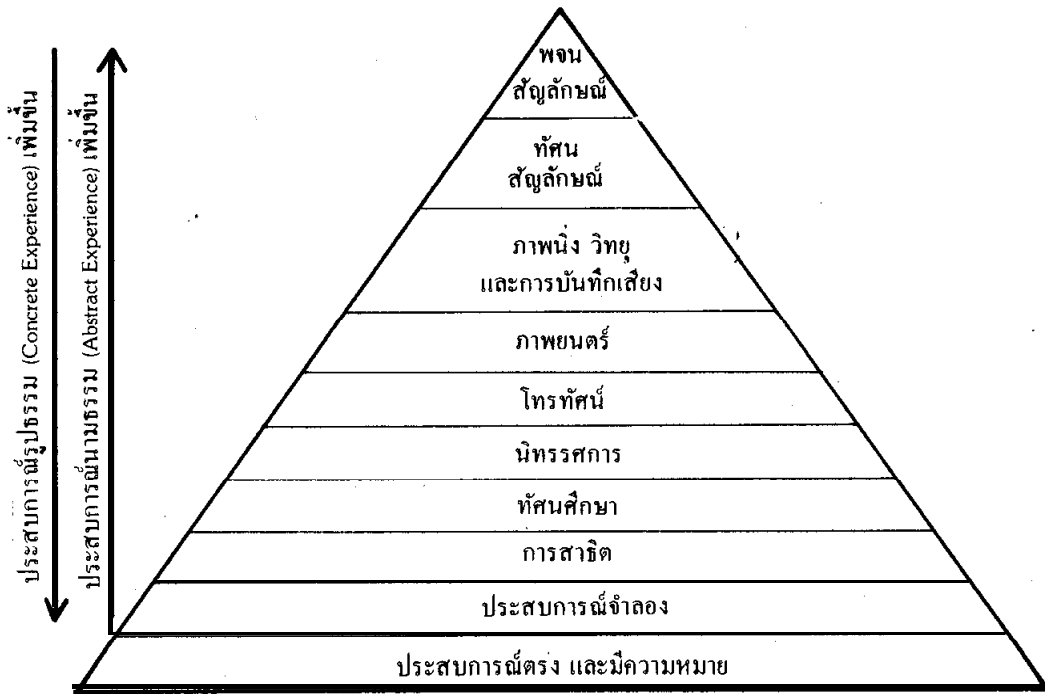 พจน
สัญลักษณ์
ทัศน
สัญลักษณ์
ภาพนิ่ง วิทยุ
และการบันทึกเสียง
ภาพยนตร์
โทรทัศน์
นิทรรศการ
ทัศนศึกษา
การสาธิต
ประสบการณ์จำลอง
ประสบการณ์ตรง และมีความหมาย
ประสบการณ์รูปธรรม (Concrete Experience) เพิ่มขึ้น
ประสบการณ์นามธรรม (Abstract Experience) เพิ่มขึ้น